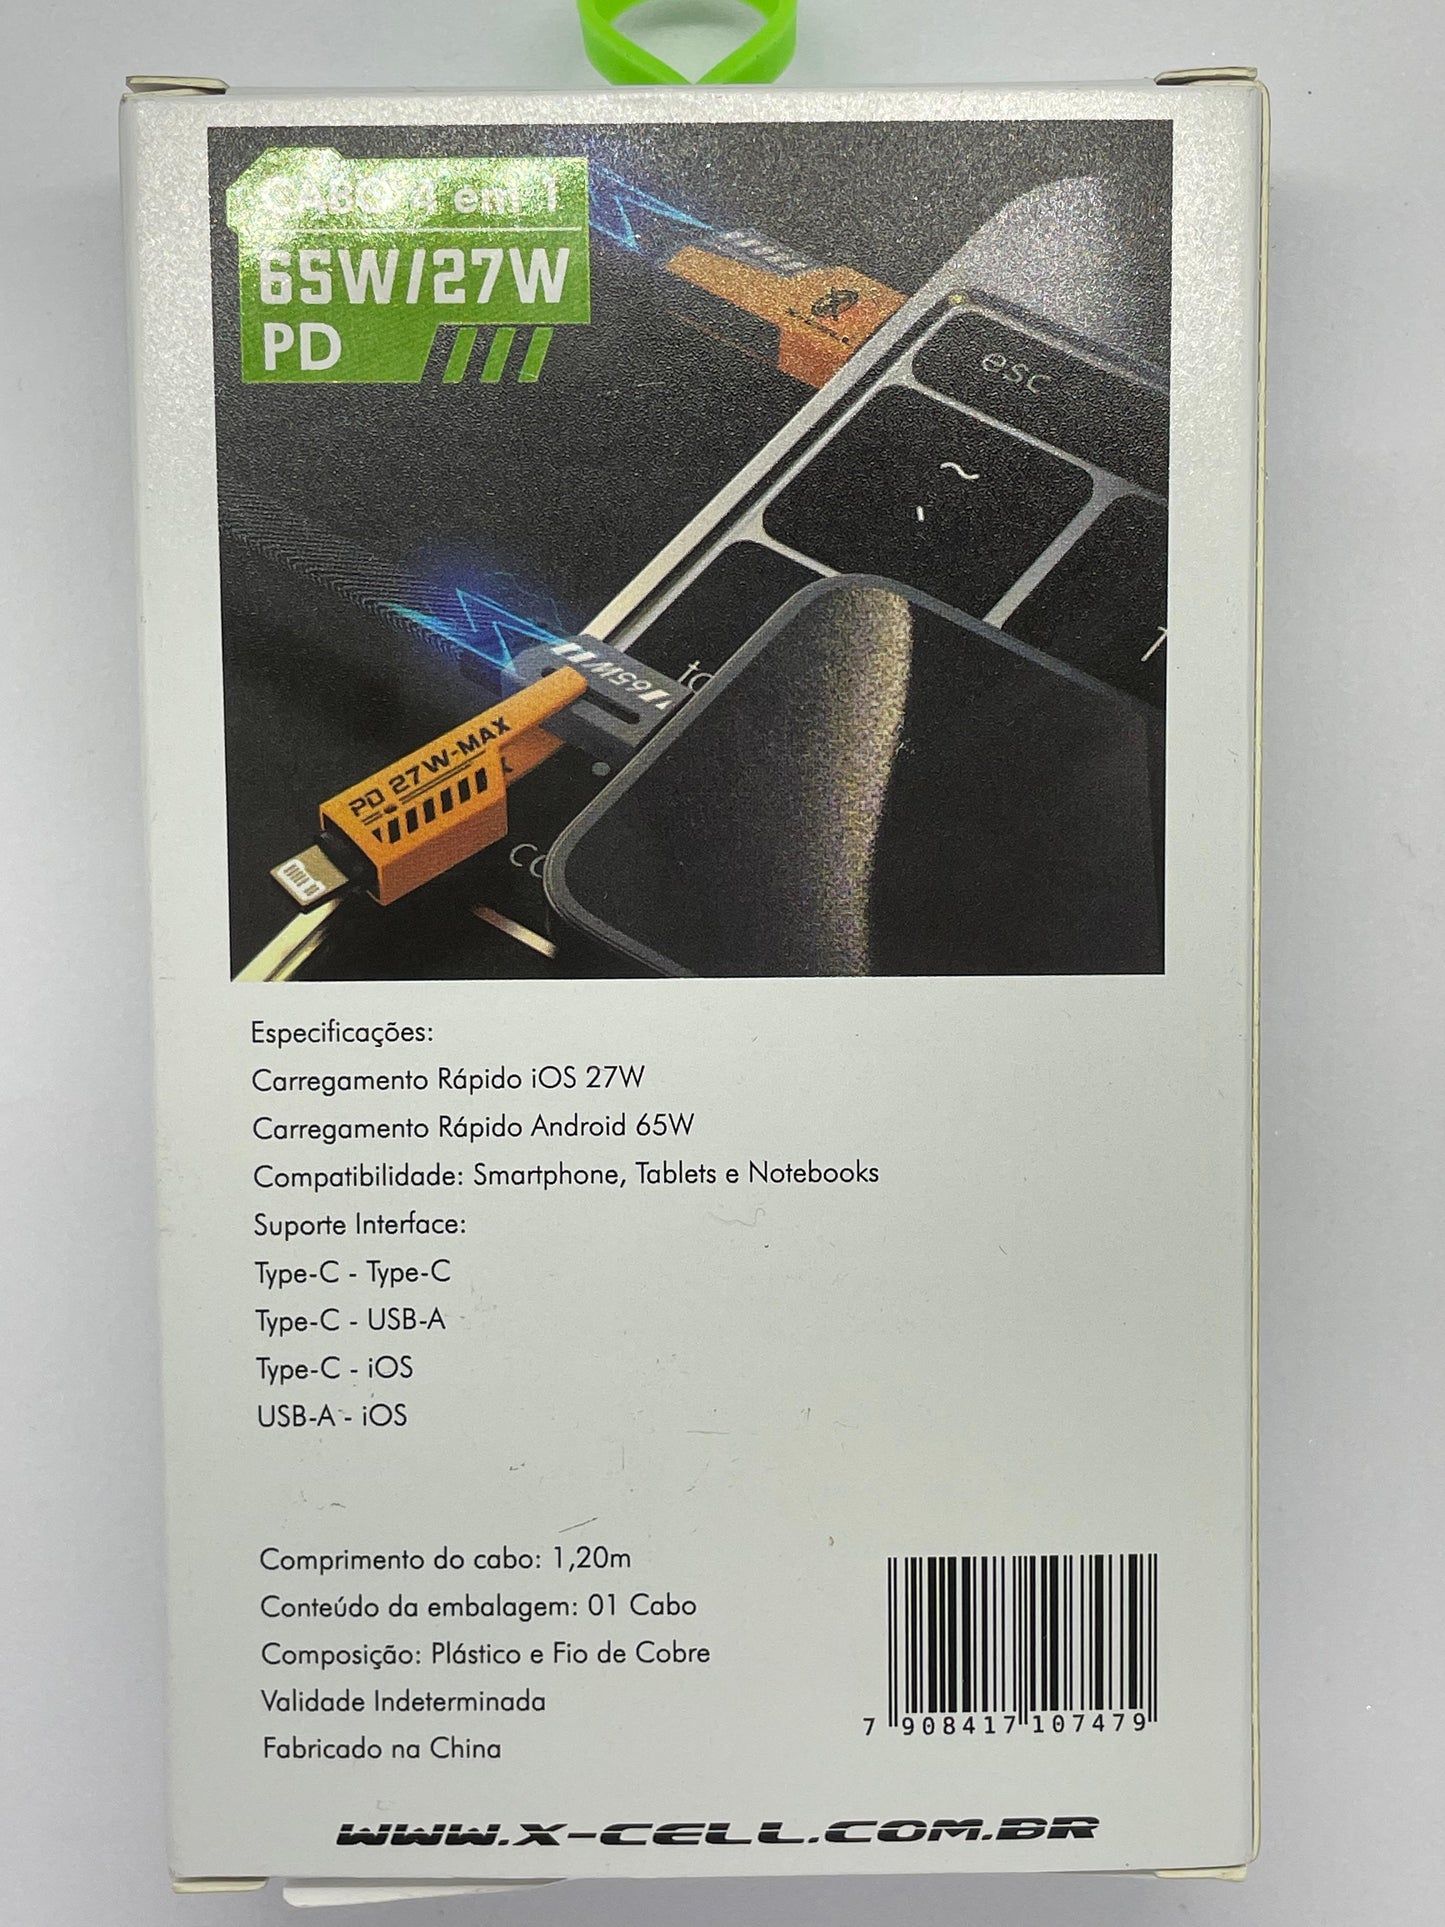 CABO 4 em 1
65W/27W
PD
esc
~
65W
PD 27W-MAX
Especificações:
Carregamento Rápido iOS 27W
Carregamento Rápido Android 65W
Compatibilidade: Smartphone, Tablets e Notebooks
Suporte Interface:
Type-C - Type-C
Type-C - USB-A
Type-C - iOS
USB-A - iOS
Comprimento do cabo: 1,20m
Conteúdo da embalagem: 01 Cabo
Composição: Plástico e Fio de Cobre
Validade Indeterminada
Fabricado na China
7 908417 107479
WWW.X-CELL.COM.BR